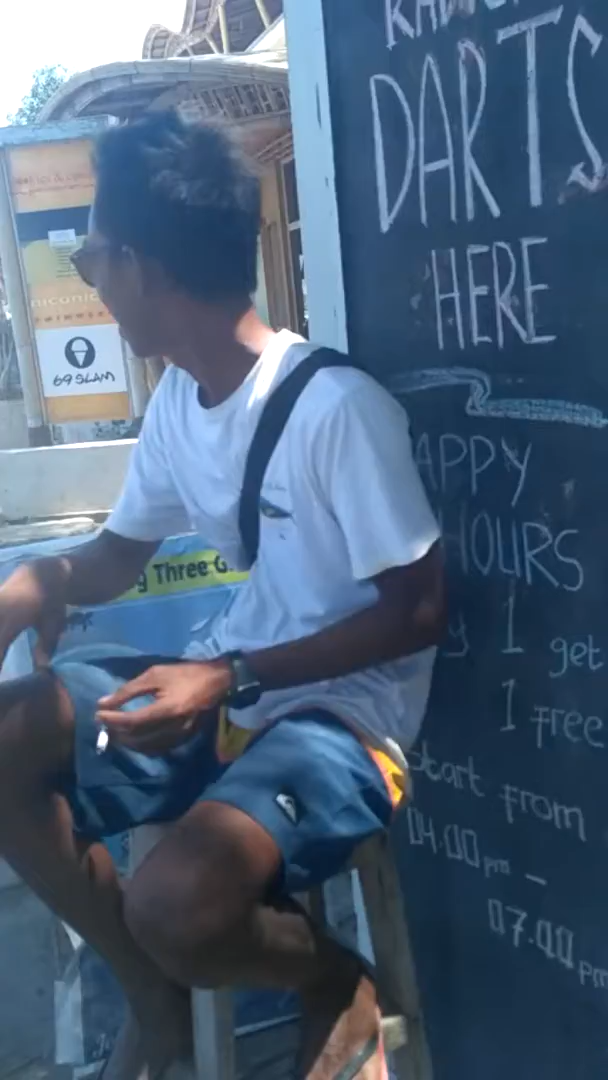 DARTS
HERE
APPY
HOURS
y 1 get
1 free
start from
04.00 pm -
07.00 pm
69 SLAM
g Three G